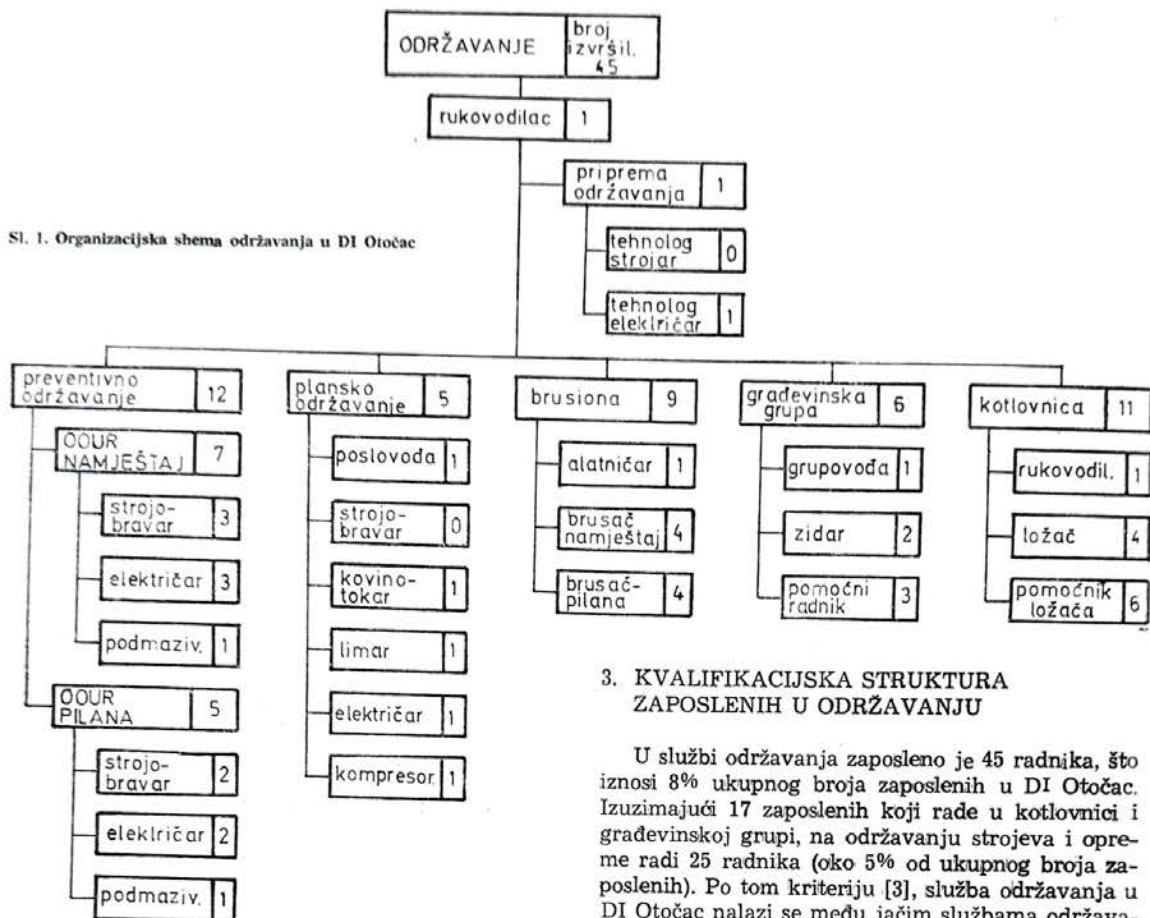 ODRŽAVANJE
broj
izvršil.
45
rukovodilac 1
priprema
održavanja 1
Sl. 1. Organizacijska shema održavanja u DI Otočac
tehnolog
strojar 0
tehnolog
električar 1
preventivno
održavanje 12
OOUR
NAMJEŠTAJ 7
strojo-
bravar 3
električar 3
podmaziv. 1
OOUR
PILANA 5
strojo-
bravar 2
električar 2
podmaziv. 1
plansko
održavanje 5
poslovođa 1
strojo-
bravar 0
kovino-
tokar 1
limar 1
električar 1
kompresor. 1
brusiona 9
alatničar 1
brusač
namještaj 4
brusač-
pilana 4
građevinska
grupa 6
grupovođa 1
zidar 2
pomoćni
radnik 3
kotlovnica 11
rukovodil. 1
ložač 4
pomoćnik
ložača 6
3. KVALIFIKACIJSKA STRUKTURA
ZAPOSLENIH U ODRŽAVANJU
U službi održavanja zaposleno je 45 radnika, što
iznosi 8% ukupnog broja zaposlenih u DI Otočac.
Izuzimajući 17 zaposlenih koji rade u kotlovnici i
građevinskoj grupi, na održavanju strojeva i opre-
me radi 25 radnika (oko 5% od ukupnog broja za-
poslenih). Po tom kriteriju [3], služba održavanja u
DI Otočac nalazi se među jačim službama održava-